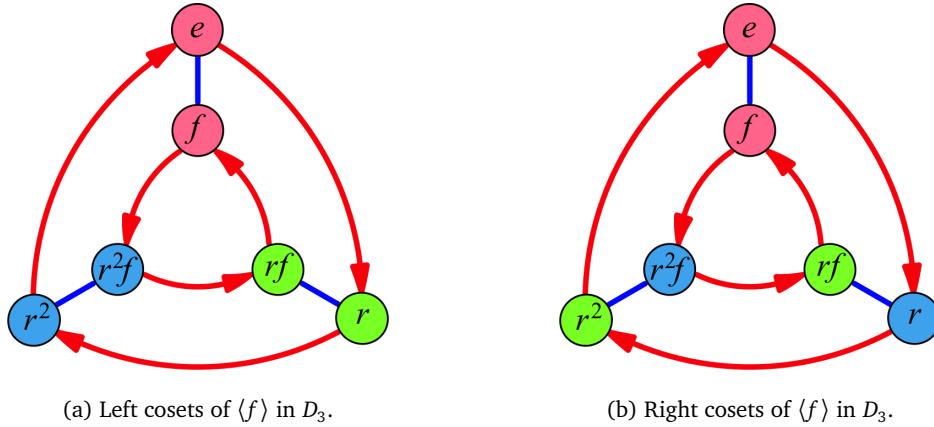 e
e
f
f
r²f
rf
r²f
rf
r²
r
r²
r
(a) Left cosets of ⟨f⟩ in D₃.
(b) Right cosets of ⟨f⟩ in D₃.